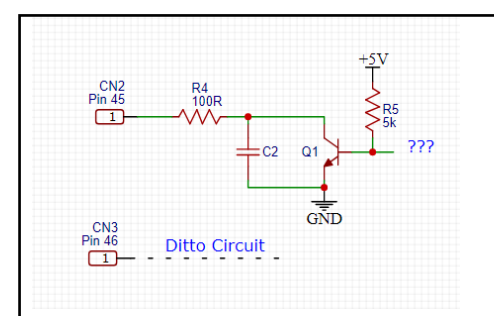 +5V
CN2
Pin 45
1
R4
100R
R5
5k
C2
Q1
???
GND
CN3
Pin 46
1
Ditto Circuit